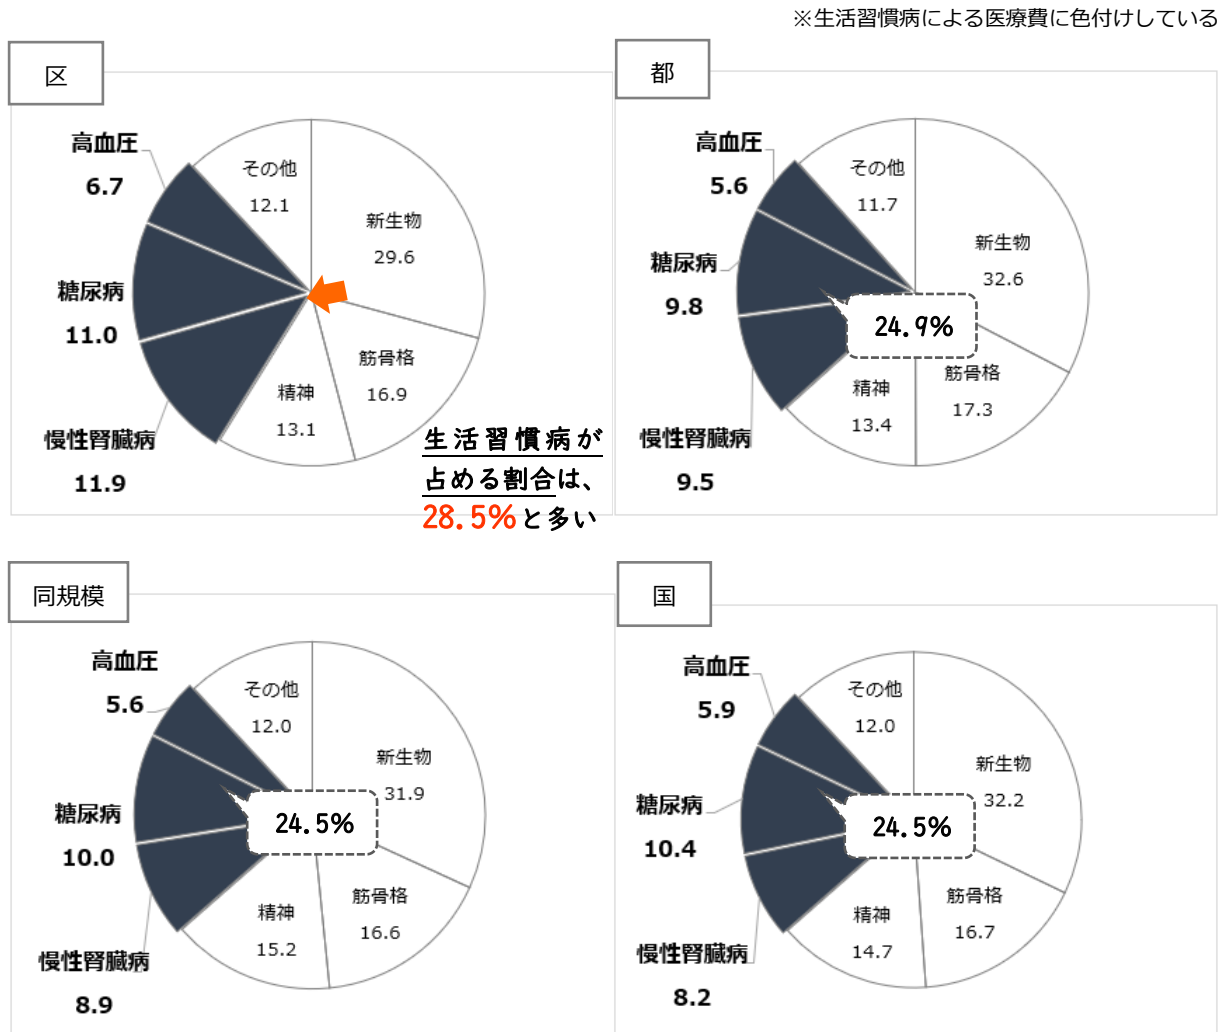 ※生活習慣病による医療費に色付けしている
区
高血圧
6.7
糖尿病
11.0
慢性腎臓病
11.9
その他
12.1
新生物
29.6
筋骨格
16.9
精神
13.1
生活習慣病が
占める割合は、
28.5%と多い
都
高血圧
5.6
糖尿病
9.8
慢性腎臓病
9.5
その他
11.7
新生物
32.6
24.9%
筋骨格
17.3
精神
13.4
同規模
高血圧
5.6
糖尿病
10.0
慢性腎臓病
8.9
その他
12.0
新生物
31.9
24.5%
筋骨格
16.6
精神
15.2
国
高血圧
5.9
糖尿病
10.4
慢性腎臓病
8.2
その他
12.0
新生物
32.2
24.5%
筋骨格
16.7
精神
14.7